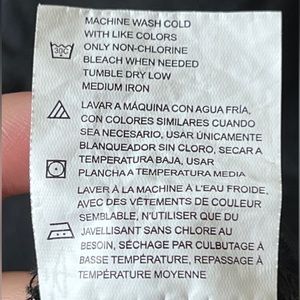 MACHINE WASH COLD
WITH LIKE COLORS
ONLY NON-CHLORINE
BLEACH WHEN NEEDED
TUMBLE DRY LOW
MEDIUM IRON
30C
LAVAR A MÁQUINA CON AGUA FRÍA,
CON COLORES SIMILARES CUANDO
SEA NECESARIO, USAR ÚNICAMENTE
BLANQUEADOR SIN CLORO, SECAR A
TEMPERATURA BAJA, USAR
PLANCHA A TEMPERATURA MEDIA
LAVER À LA MACHINE À L'EAU FROIDE,
AVEC DES VÊTEMENTS DE COULEUR
SEMBLABLE, N'UTILISER QUE DU
JAVELLISANT SANS CHLORE AU
BESOIN, SÉCHAGE PAR CULBUTAGE À
BASSE TEMPÉRATURE, REPASSAGE À
TEMPÉRATURE MOYENNE